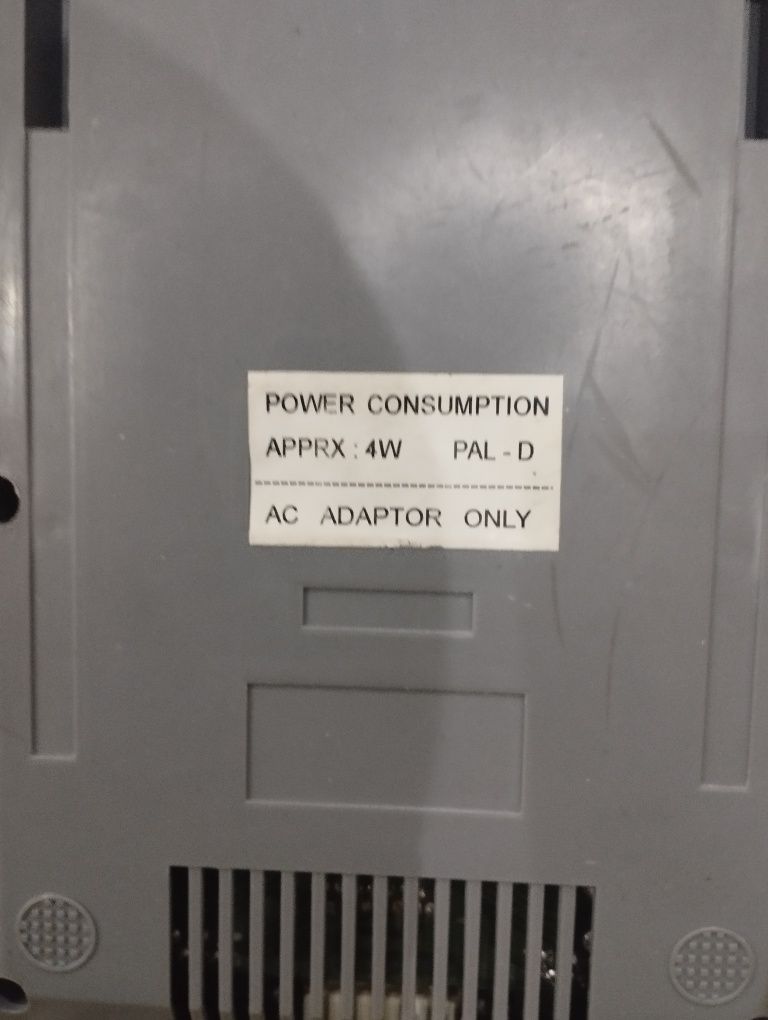 POWER CONSUMPTION
APPRX : 4W PAL - D
AC ADAPTOR ONLY